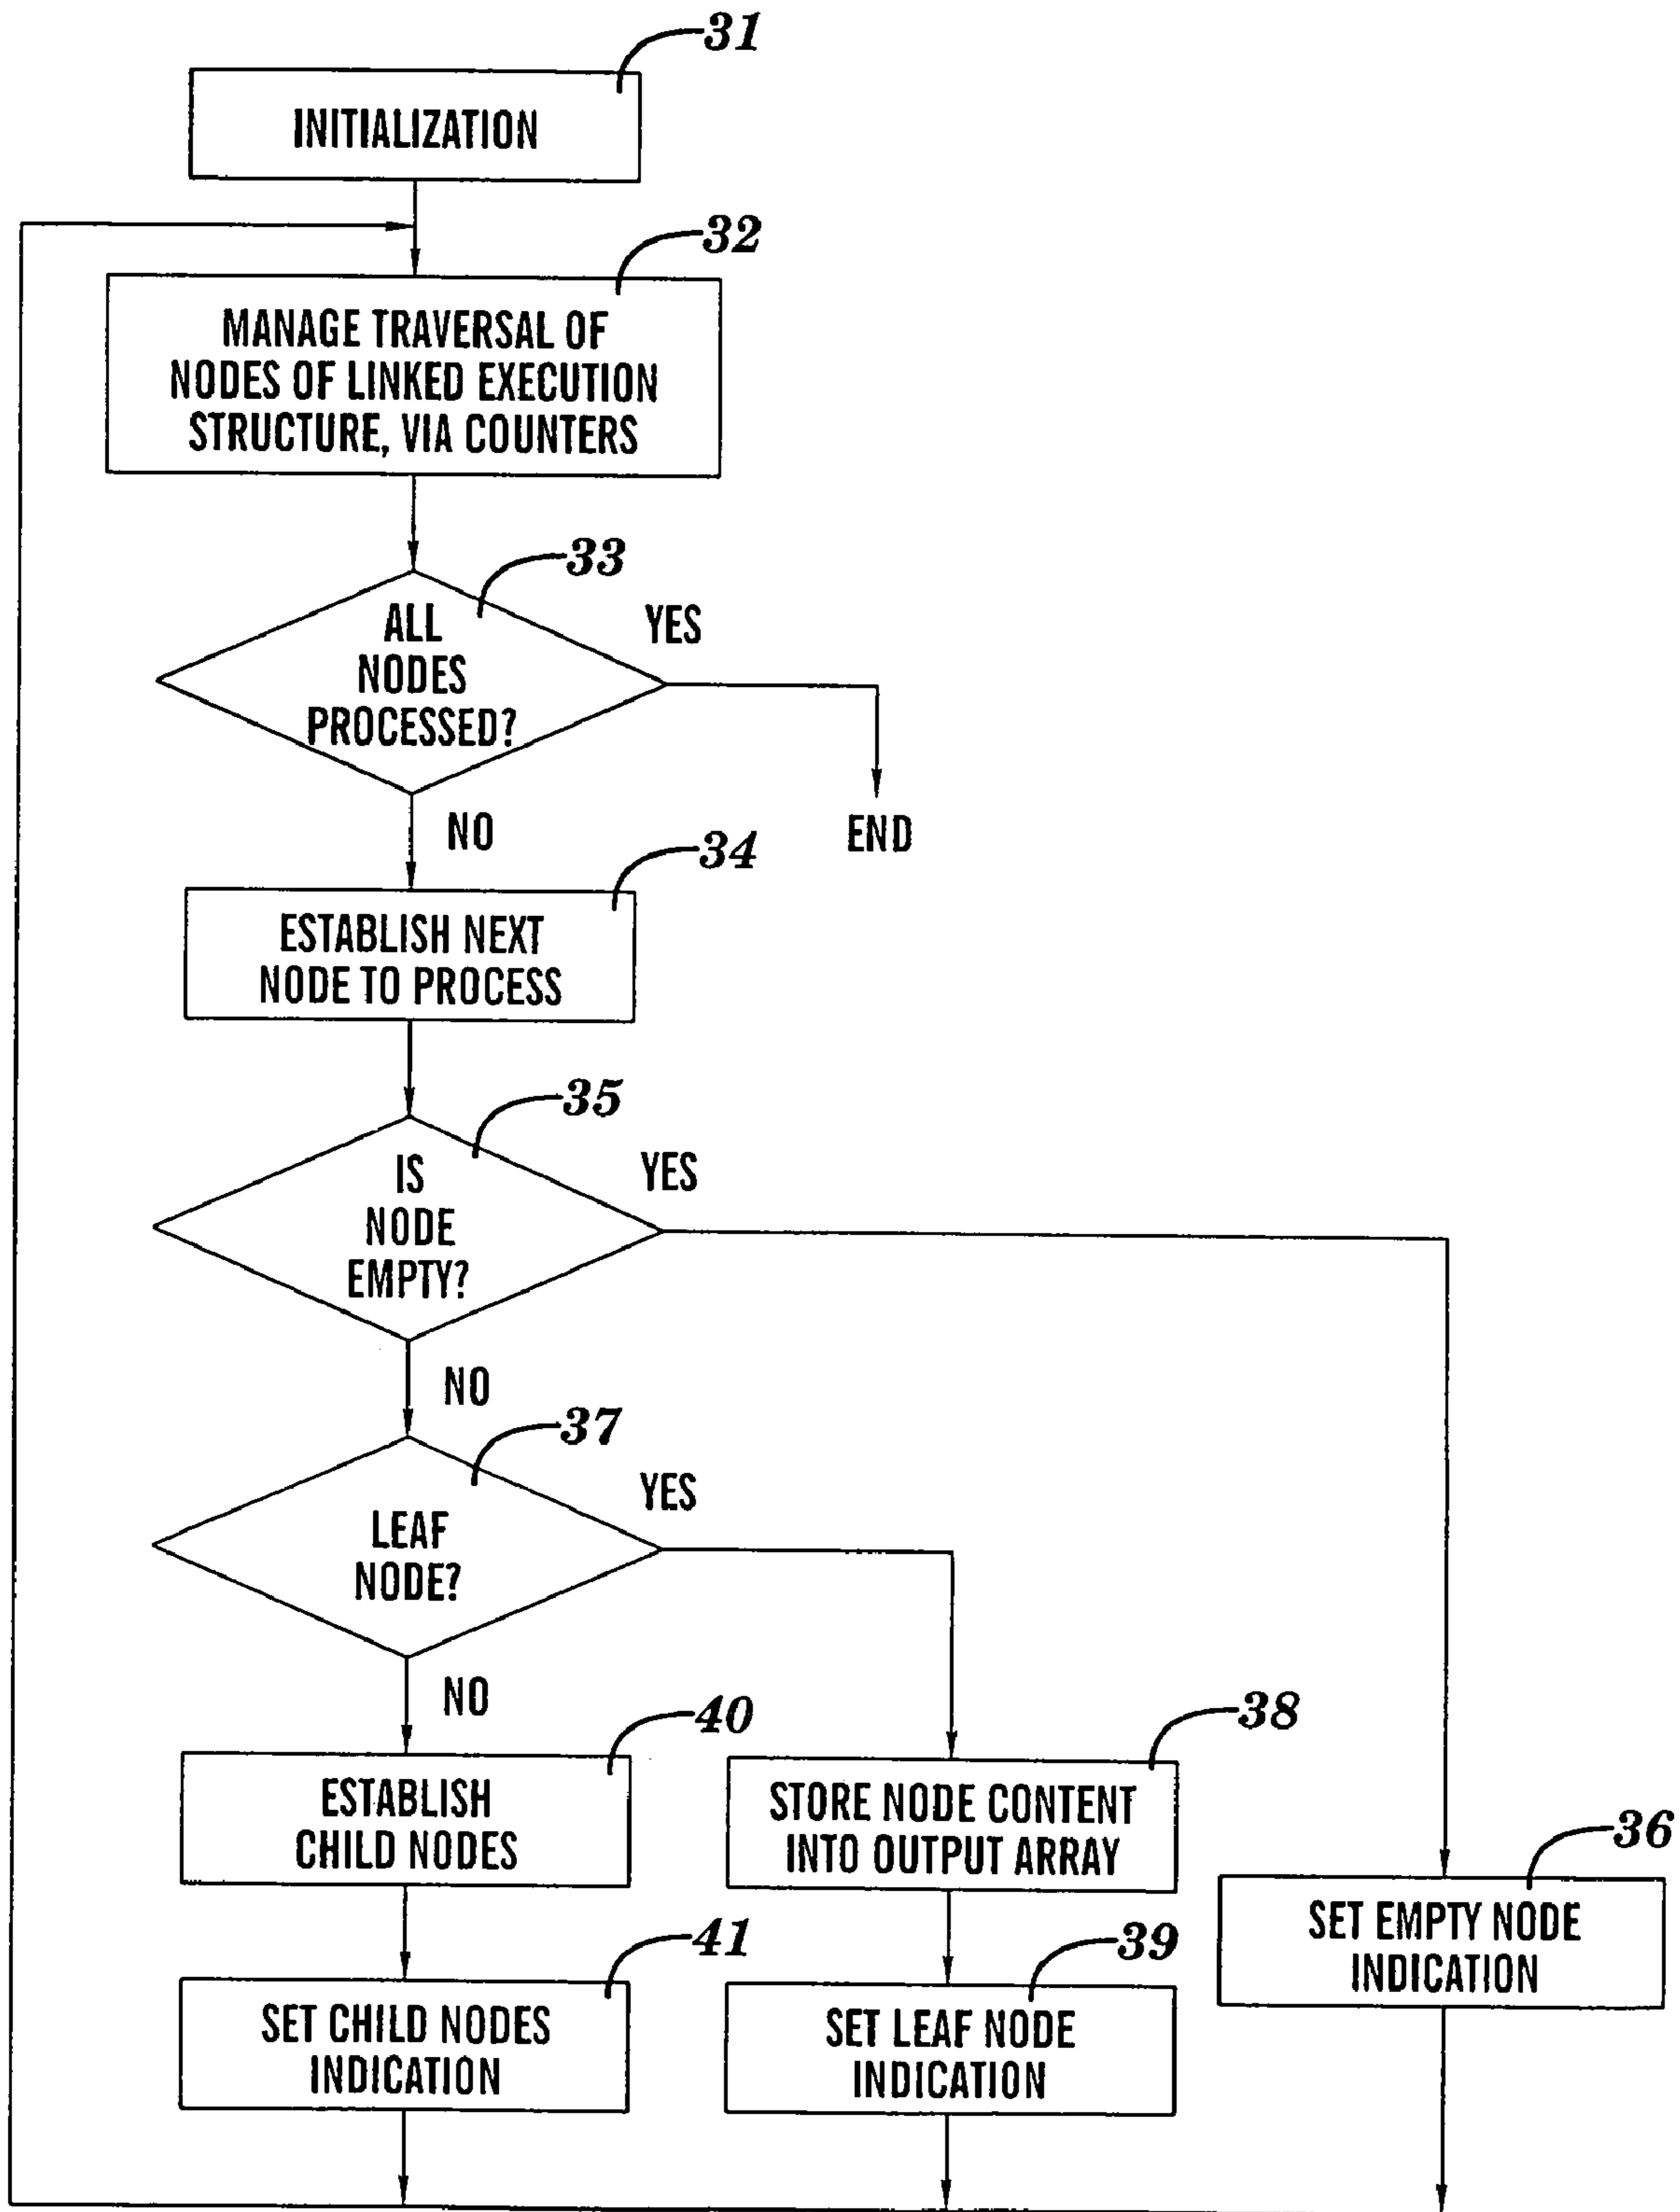 31
INITIALIZATION
32
MANAGE TRAVERSAL OF
NODES OF LINKED EXECUTION
STRUCTURE, VIA COUNTERS
33
ALL
NODES
PROCESSED?
YES
END
NO
34
ESTABLISH NEXT
NODE TO PROCESS
35
IS
NODE
EMPTY?
YES
NO
37
LEAF
NODE?
YES
NO
40
ESTABLISH
CHILD NODES
38
STORE NODE CONTENT
INTO OUTPUT ARRAY
36
SET EMPTY NODE
INDICATION
41
SET CHILD NODES
INDICATION
39
SET LEAF NODE
INDICATION